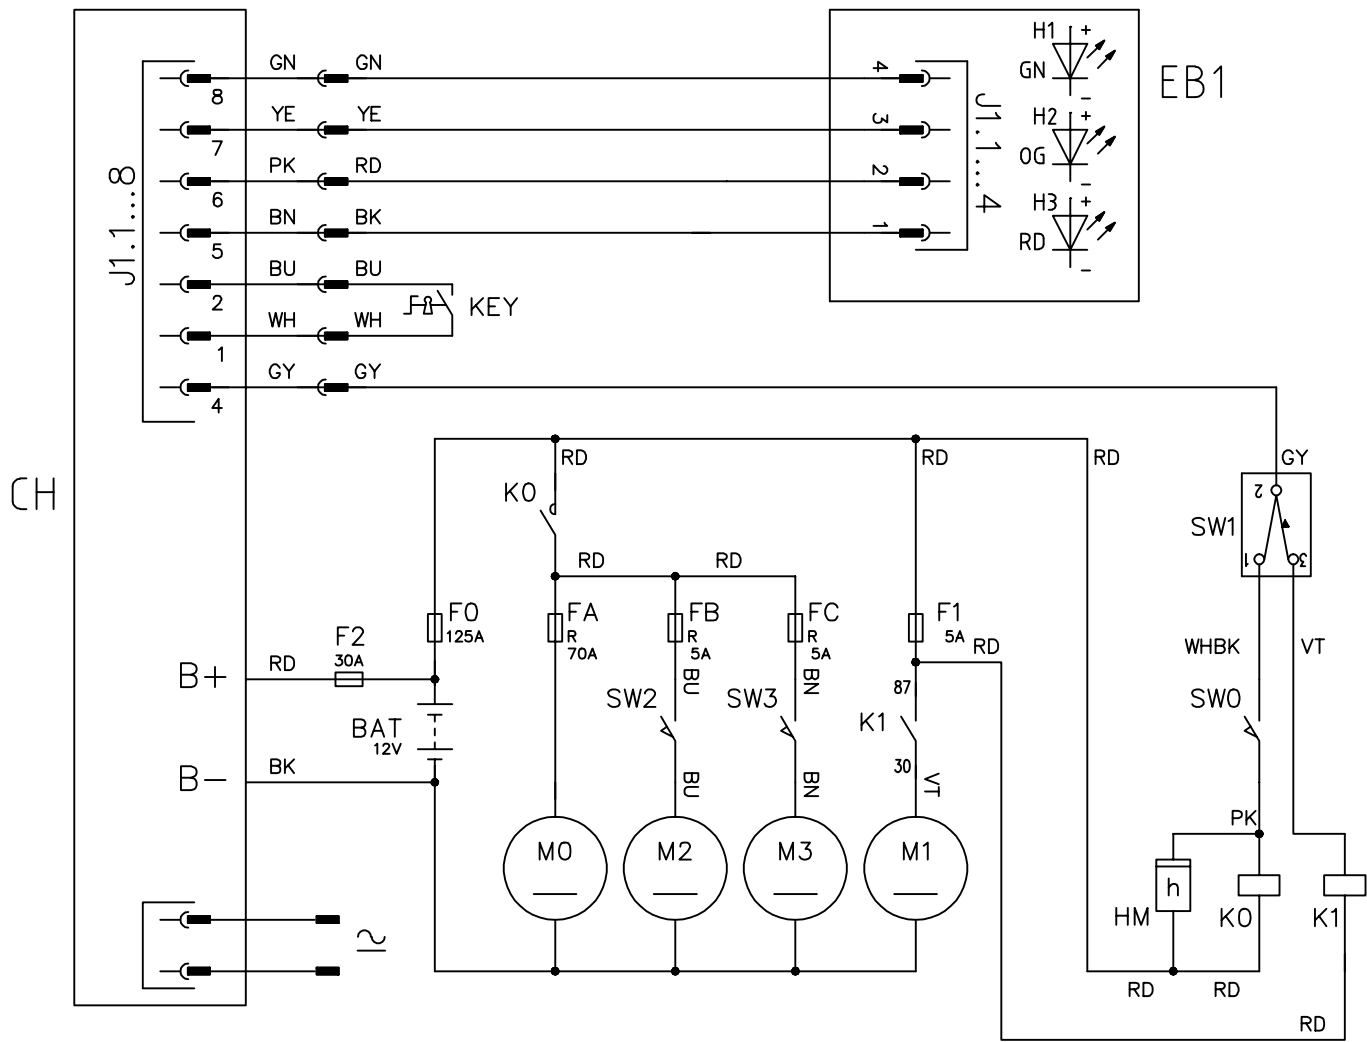 H1 +
GN
−
EB1
H2 +
OG
−
H3 +
RD
−
J1.1...8
GN GN 4
8
YE YE 3
7
PK RD 2
6
BN BK 1
5
J1.1...4
BU BU
2
KEY
WH WH
1
GY GY
4
CH
RD RD RD GY
K0
2
SW1
1 3
RD RD
F0
125A
FA
R
70A
FB
R
5A
FC
R
5A
F1
5A
RD
F2
30A
B+ RD
BU BN
WHBK VT
87
SW2 SW3 K1 SW0
BAT
12V
30
B− BK
BU BN VT
PK
M0 M2 M3 M1
h
HM K0 K1
RD RD
RD